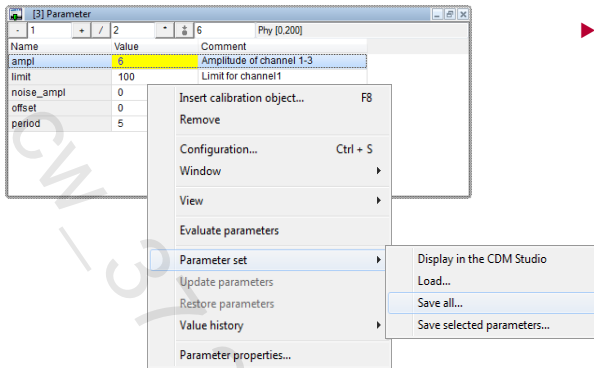 [3] Parameter
- 1 + / 2 * ÷ 6 Phy [0,200]
Name Value Comment
ampl 6 Amplitude of channel 1-3
limit 100 Limit for channel1
noise_ampl 0
offset 0
period 5
Insert calibration object... F8
Remove
Configuration... Ctrl + S
Window
View
Evaluate parameters
Parameter set
Update parameters
Restore parameters
Value history
Parameter properties...
Display in the CDM Studio
Load...
Save all...
Save selected parameters...